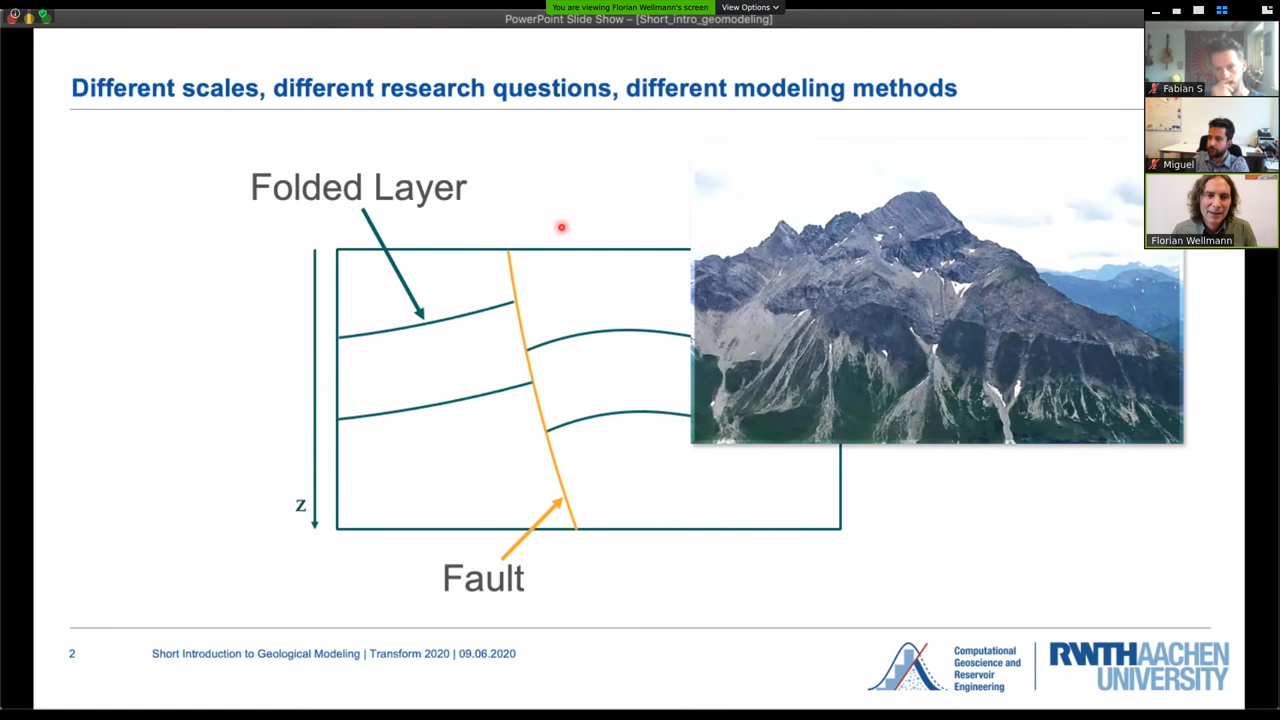 You are viewing Florian Wellmann's screen
View Options
PowerPoint Slide Show – [Short_intro_geomodeling]
Different scales, different research questions, different modeling methods
Fabian S
Miguel
Florian Wellmann
Folded Layer
z
Fault
2
Short Introduction to Geological Modeling | Transform 2020 | 09.06.2020
Computational
Geoscience and
Reservoir
Engineering
RWTHAACHEN
UNIVERSITY